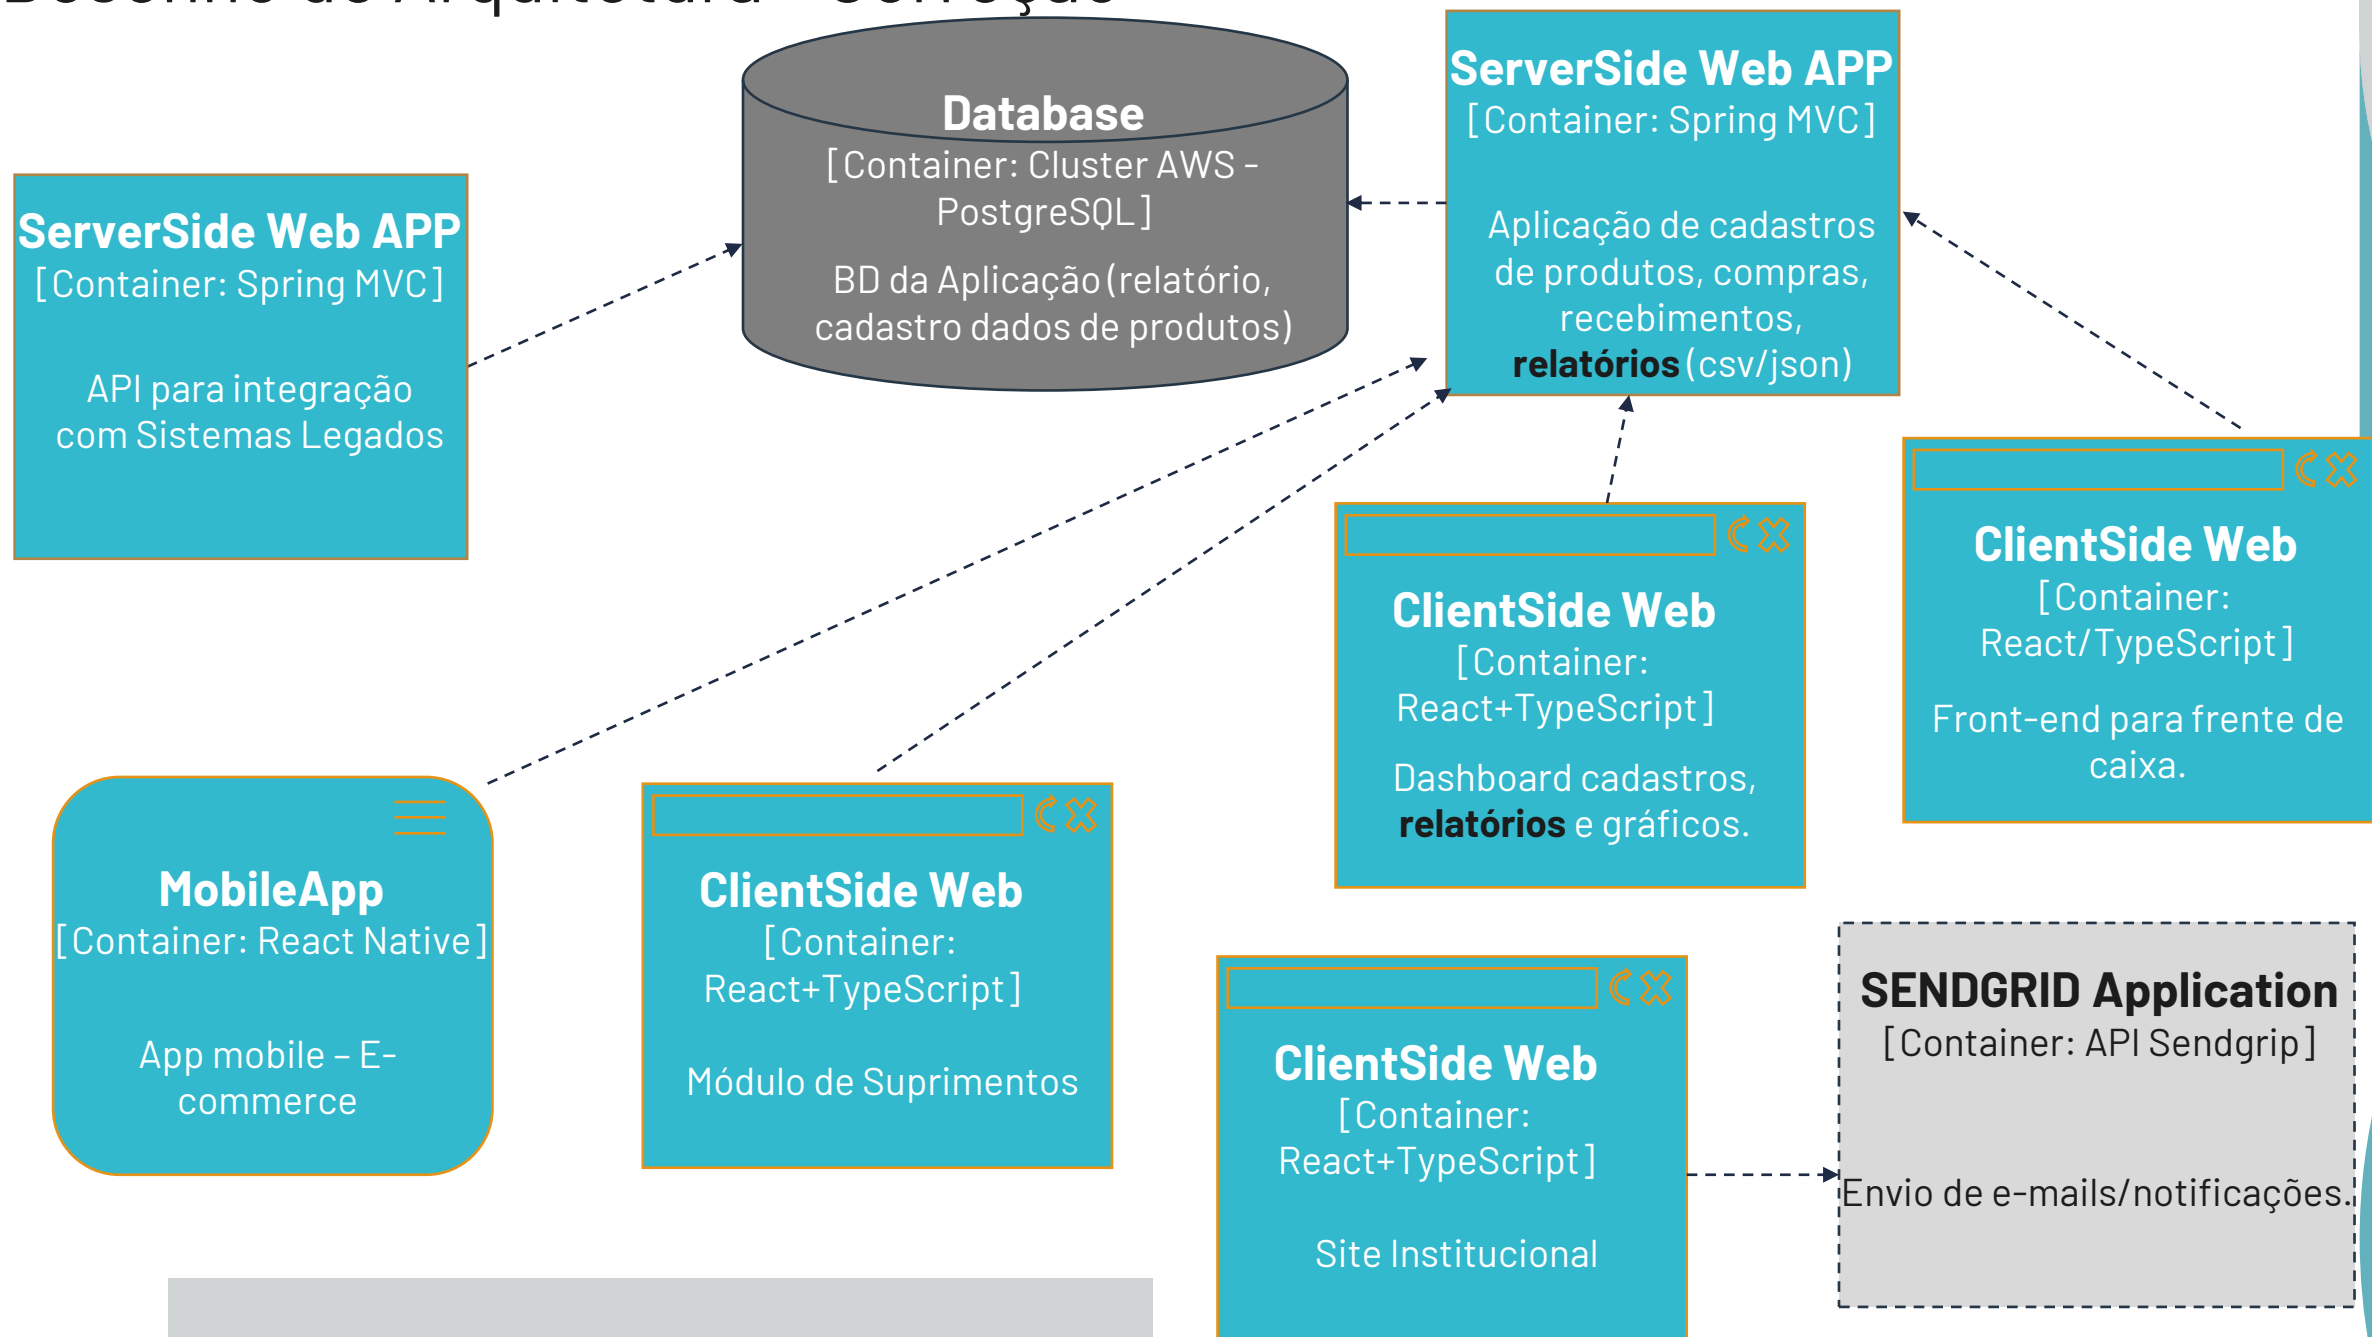 Desenho de Arquitetura - Correção
ServerSide Web APP
[Container: Spring MVC]
API para integração
com Sistemas Legados
Database
[Container: Cluster AWS -
PostgreSQL]
BD da Aplicação (relatório,
cadastro dados de produtos)
ServerSide Web APP
[Container: Spring MVC]
Aplicação de cadastros
de produtos, compras,
recebimentos,
relatórios (csv/json)
ClientSide Web
[Container:
React/TypeScript]
Front-end para frente de
caixa.
ClientSide Web
[Container:
React+TypeScript]
Dashboard cadastros,
relatórios e gráficos.
MobileApp
[Container: React Native]
App mobile – E-
commerce
ClientSide Web
[Container:
React+TypeScript]
Módulo de Suprimentos
ClientSide Web
[Container:
React+TypeScript]
Site Institucional
SENDGRID Application
[Container: API Sendgrip]
Envio de e-mails/notificações.